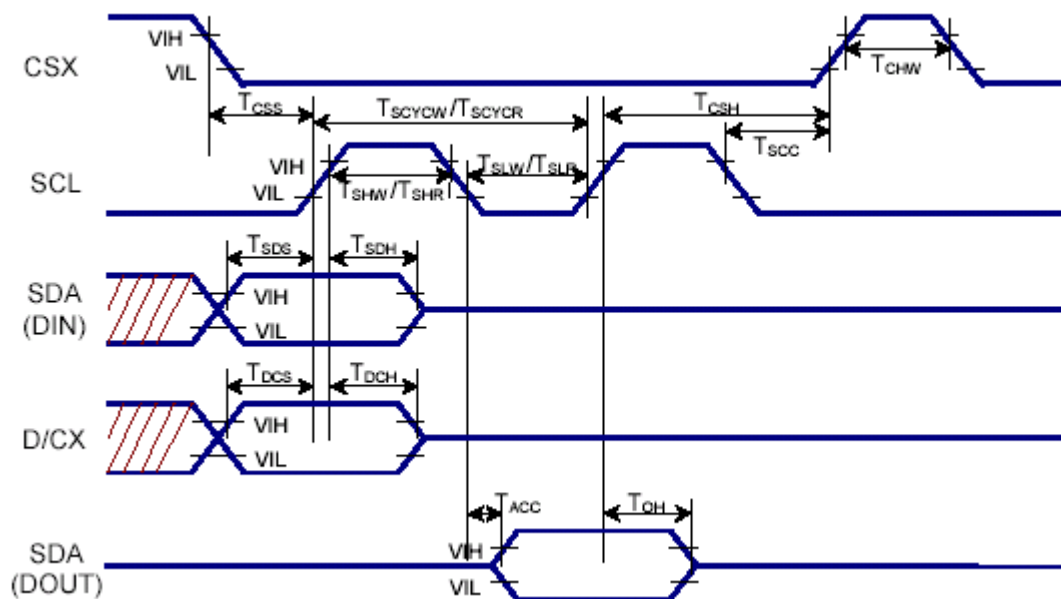 VIH
CSX
VIL
TCHW
TCSS
TSCYCW/TSCYCR
TCSH
TSCC
VIH
TSLW/TSLR
SCL
VIL
TSHW/TSHR
TSDS
TSDH
SDA
(DIN)
VIH
VIL
TDCS
TDCH
D/CX
VIH
VIL
TACC
TOH
SDA
(DOUT)
VIH
VIL